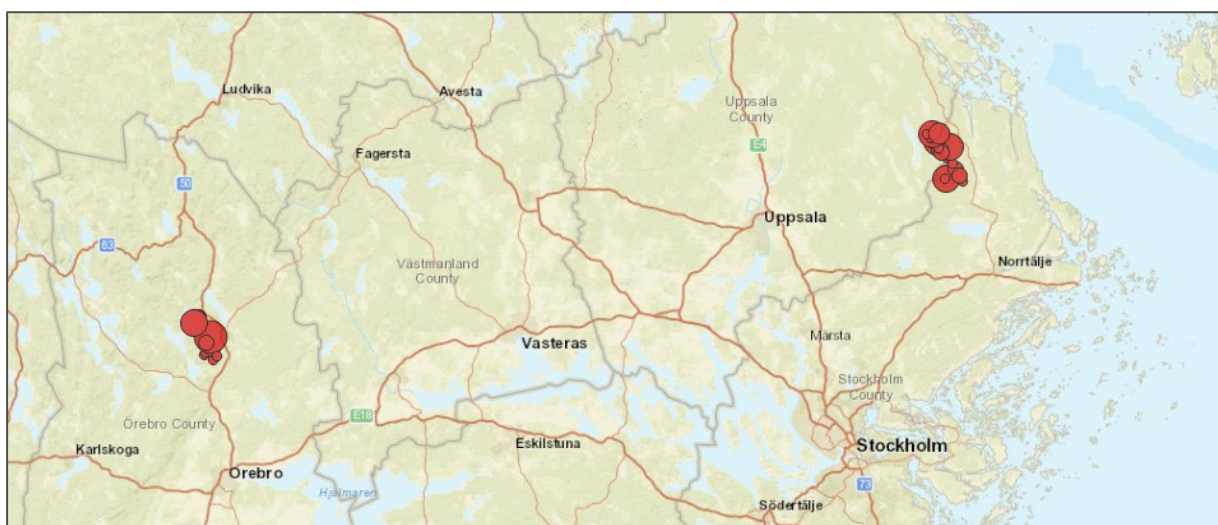 Ludvika
Avesta
Uppsala
County
E4
Fagersta
50
Uppsala
63
Norrtälje
Västmanland
County
Märsta
Vasteras
Stockholm
County
Örebro County
E18
Karlskoga
Eskilstuna
Stockholm
Orebro
73
Hjälmaren
Södertälje